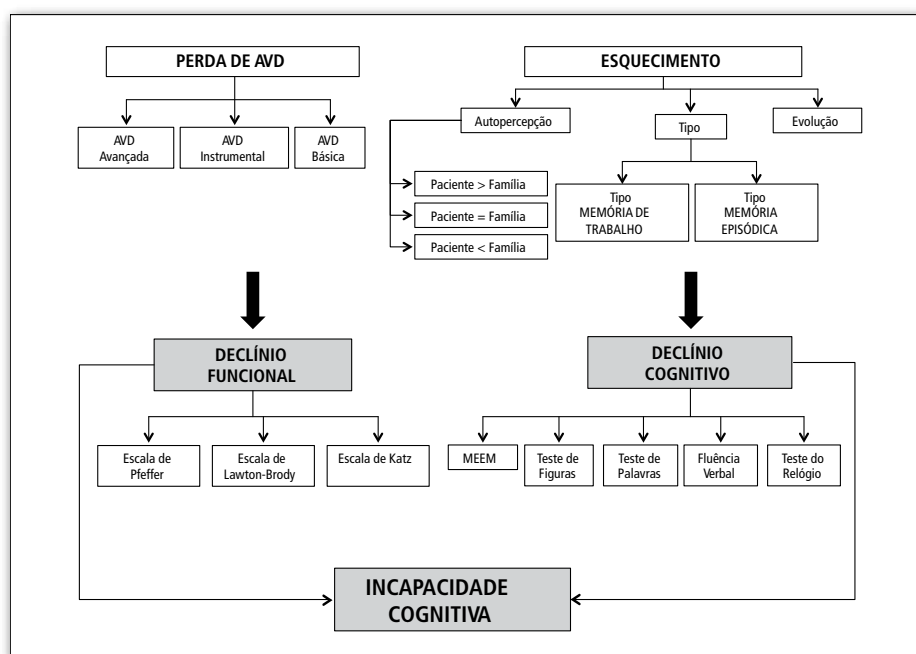 PERDA DE AVD
AVD
Avançada
AVD
Instrumental
AVD
Básica
ESQUECIMENTO
Autopercepção
Tipo
Evolução
Paciente > Família
Paciente = Família
Paciente < Família
Tipo
MEMÓRIA DE
TRABALHO
Tipo
MEMÓRIA
EPISÓDICA
DECLÍNIO
FUNCIONAL
Escala de
Pfeffer
Escala de
Lawton-Brody
Escala de Katz
DECLÍNIO
COGNITIVO
MEEM
Teste de
Figuras
Teste de
Palavras
Fluência
Verbal
Teste do
Relógio
INCAPACIDADE
COGNITIVA